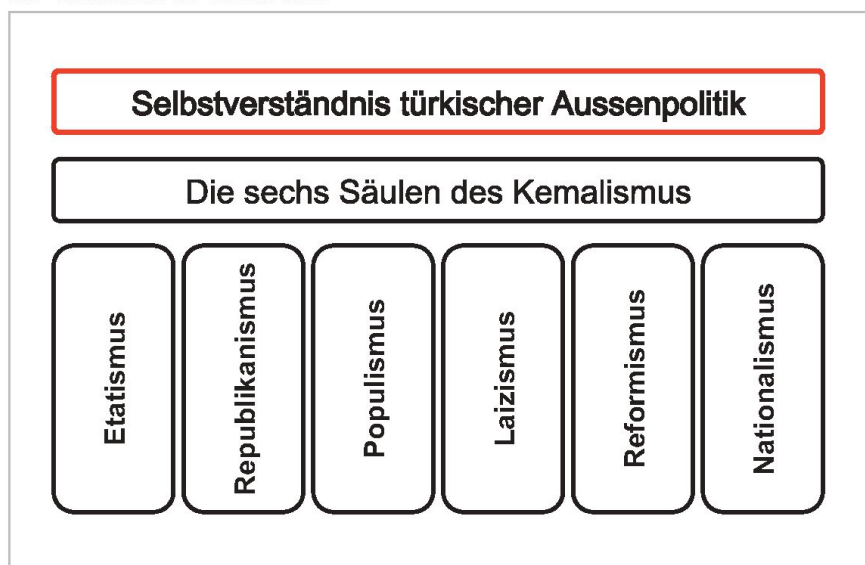 Selbstverständnis türkischer Aussenpolitik
Die sechs Säulen des Kemalismus
Etatismus
Republikanismus
Populismus
Laizismus
Reformismus
Nationalismus